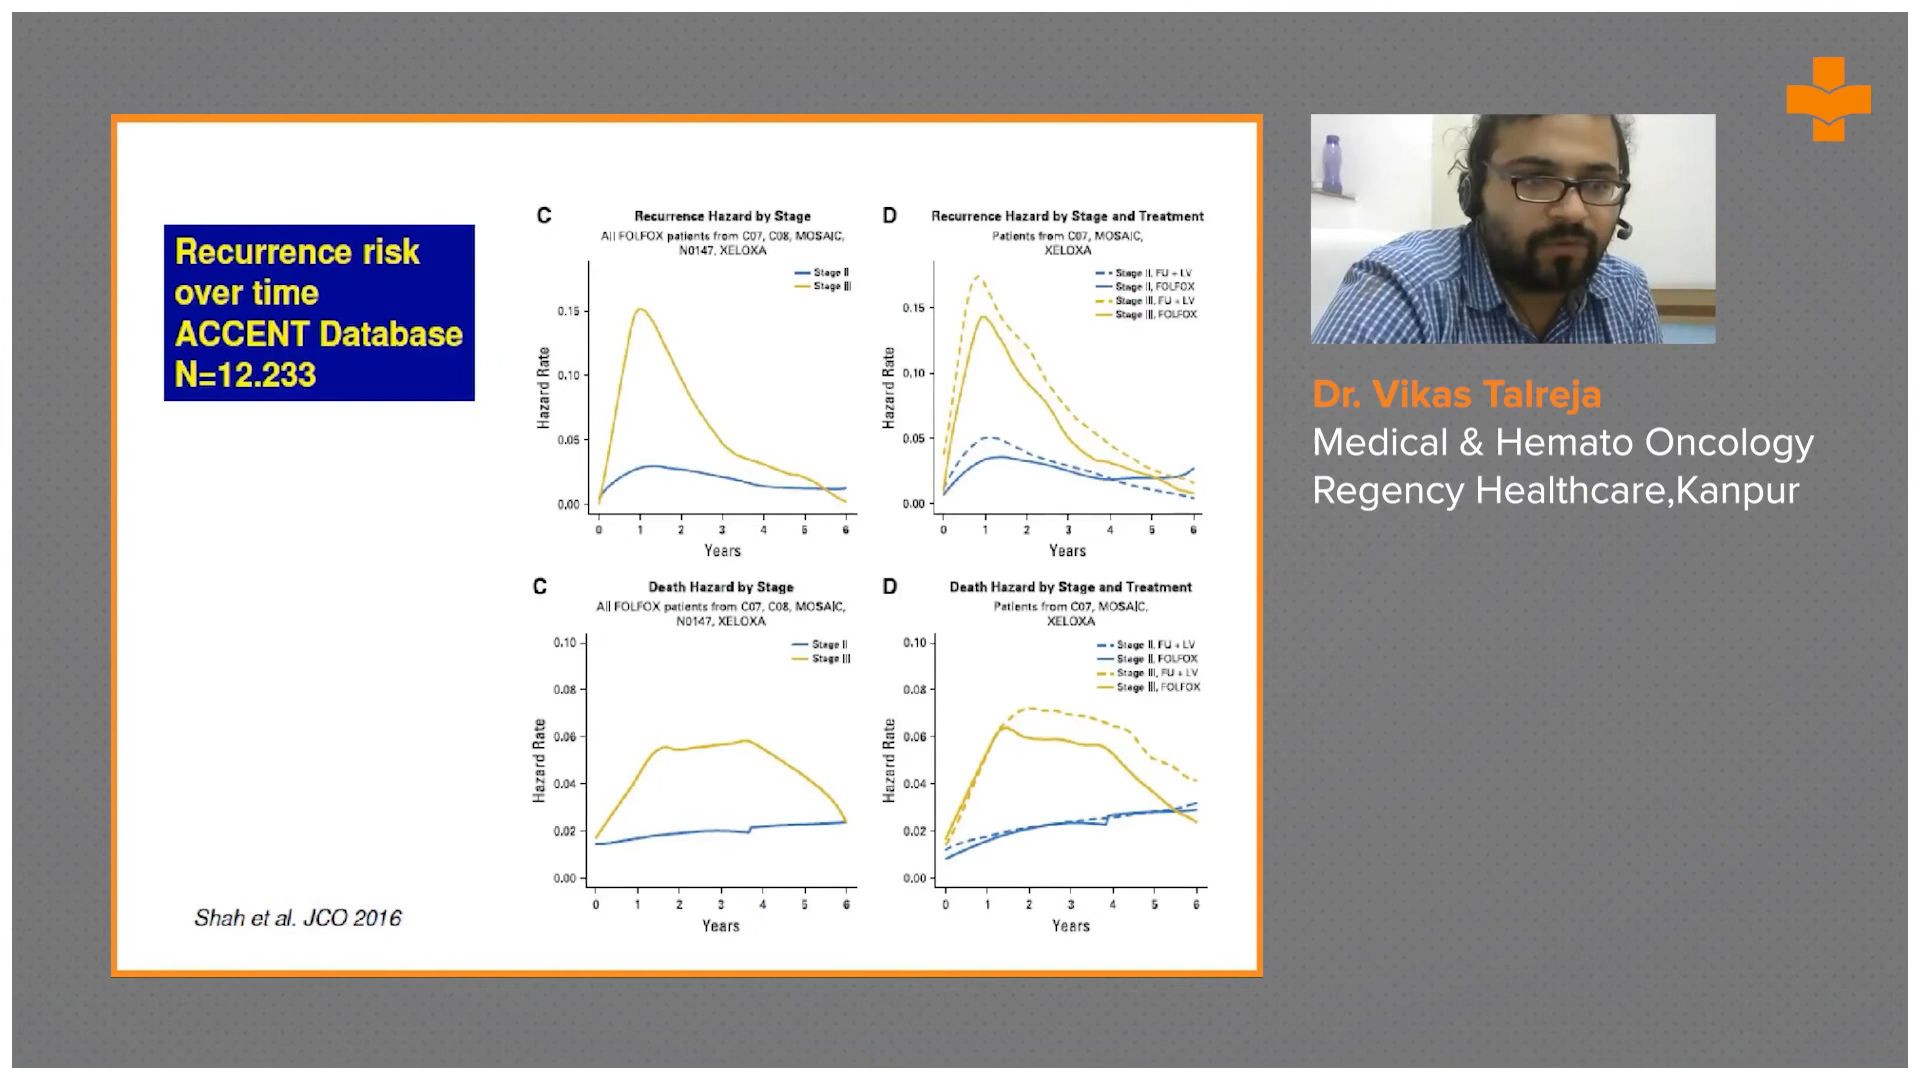 Recurrence risk
over time
ACCENT Database
N=12.233
C
Recurrence Hazard by Stage
All FOLFOX patients from C07, C08, MOSAIC,
N0147, XELOXA
Stage II
Stage III
Hazard Rate
0.15
0.10
0.05
0.00
0 1 2 3 4 5 6
Years
D
Recurrence Hazard by Stage and Treatment
Patients from C07, MOSAIC,
XELOXA
Stage II, FU + LV
Stage II, FOLFOX
Stage III, FU + LV
Stage III, FOLFOX
Hazard Rate
0.15
0.10
0.05
0.00
0 1 2 3 4 5 6
Years
C
Death Hazard by Stage
All FOLFOX patients from C07, C08, MOSAIC,
N0147, XELOXA
Stage II
Stage III
Hazard Rate
0.10
0.08
0.06
0.04
0.02
0.00
0 1 2 3 4 5 6
Years
D
Death Hazard by Stage and Treatment
Patients from C07, MOSAIC,
XELOXA
Stage II, FU + LV
Stage II, FOLFOX
Stage III, FU + LV
Stage III, FOLFOX
Hazard Rate
0.10
0.08
0.06
0.04
0.02
0.00
0 1 2 3 4 5 6
Years
Shah et al. JCO 2016
Dr. Vikas Talreja
Medical & Hemato Oncology
Regency Healthcare,Kanpur